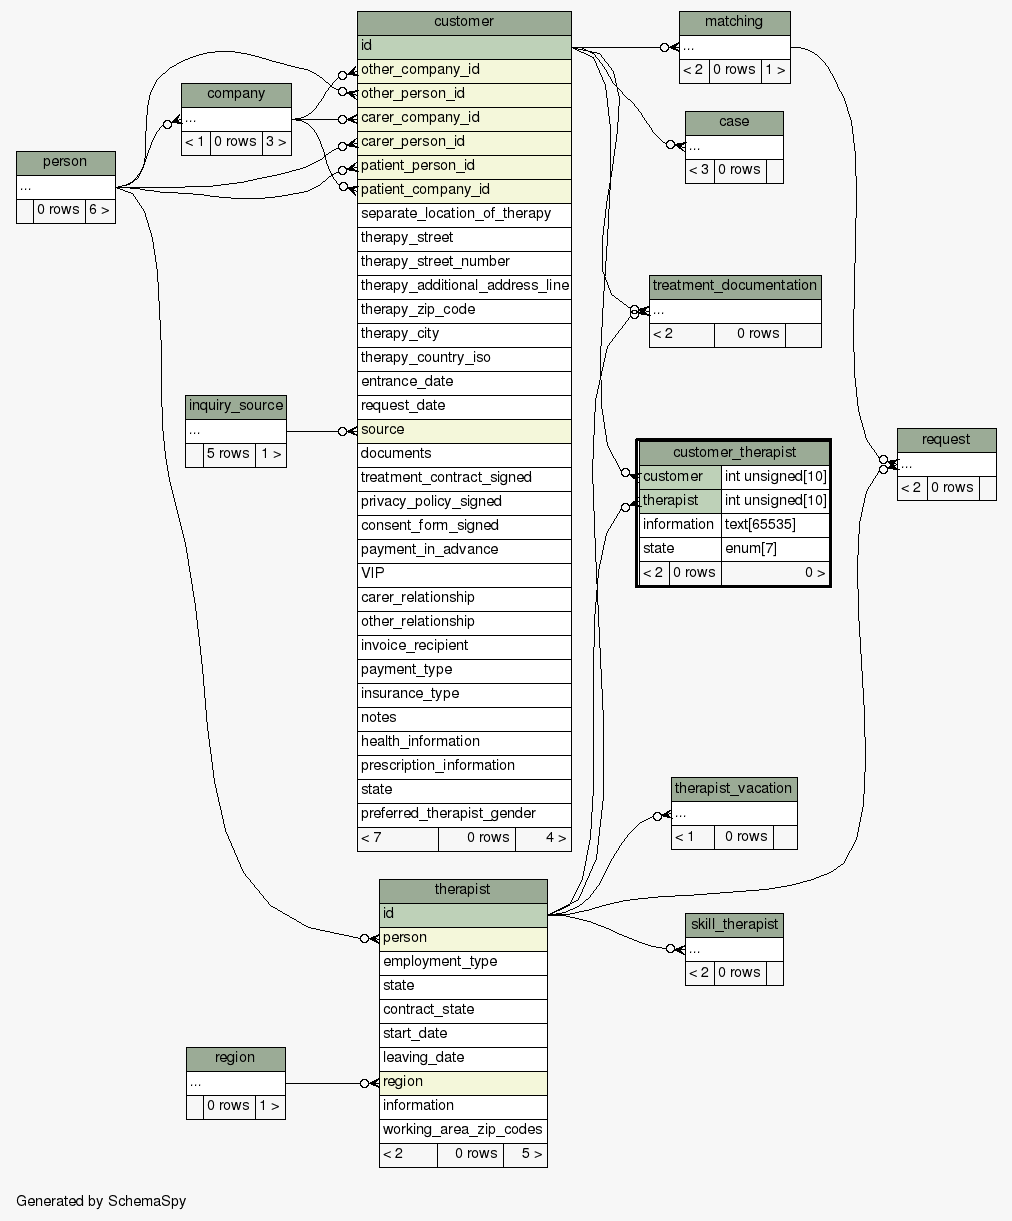 customer
id
other_company_id
other_person_id
carer_company_id
carer_person_id
patient_person_id
patient_company_id
separate_location_of_therapy
therapy_street
therapy_street_number
therapy_additional_address_line
therapy_zip_code
therapy_city
therapy_country_iso
entrance_date
request_date
source
documents
treatment_contract_signed
privacy_policy_signed
consent_form_signed
payment_in_advance
VIP
carer_relationship
other_relationship
invoice_recipient
payment_type
insurance_type
notes
health_information
prescription_information
state
preferred_therapist_gender
< 7 0 rows 4 >
matching
...
< 2 0 rows 1 >
company
...
< 1 0 rows 3 >
case
...
< 3 0 rows
person
...
0 rows 6 >
treatment_documentation
...
< 2 0 rows
inquiry_source
...
5 rows 1 >
customer_therapist
customer int unsigned[10]
therapist int unsigned[10]
information text[65535]
state enum[7]
< 2 0 rows 0 >
request
...
< 2 0 rows
therapist_vacation
...
< 1 0 rows
therapist
id
person
employment_type
state
contract_state
start_date
leaving_date
region
information
working_area_zip_codes
< 2 0 rows 5 >
skill_therapist
...
< 2 0 rows
region
...
0 rows 1 >
Generated by SchemaSpy